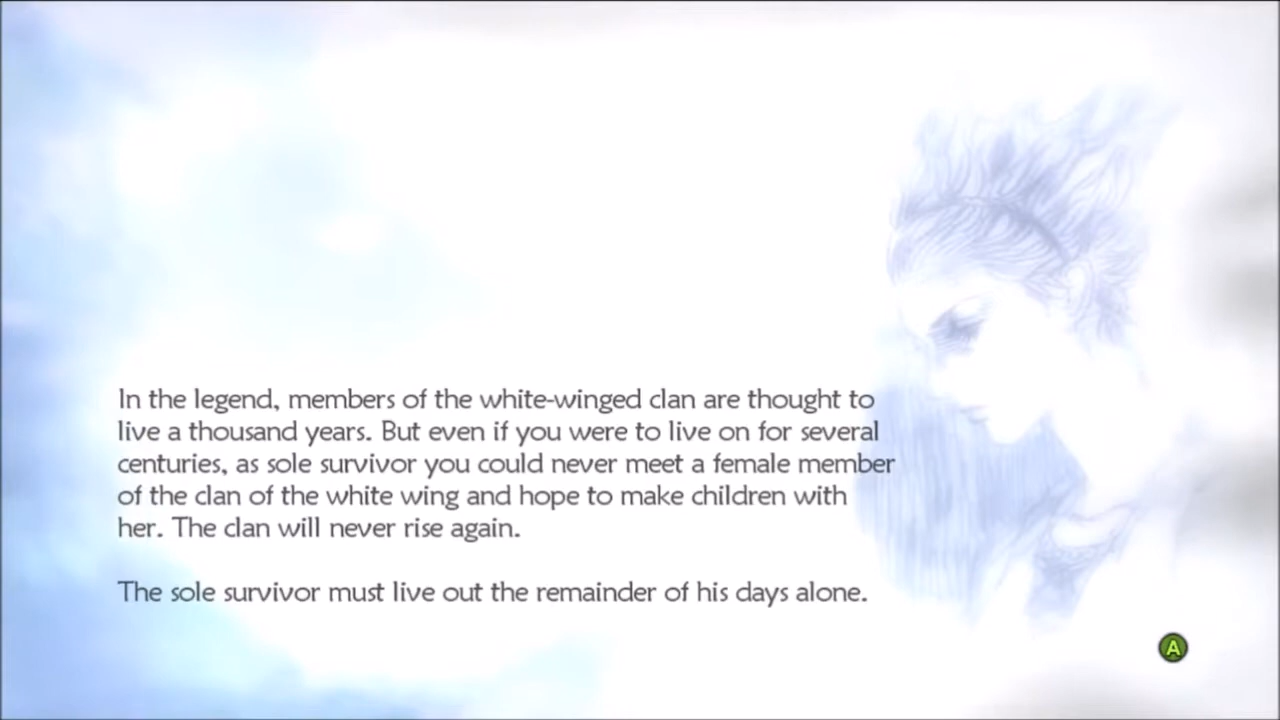 In the legend, members of the white-winged clan are thought to
live a thousand years. But even if you were to live on for several
centuries, as sole survivor you could never meet a female member
of the clan of the white wing and hope to make children with
her. The clan will never rise again.
The sole survivor must live out the remainder of his days alone.
A